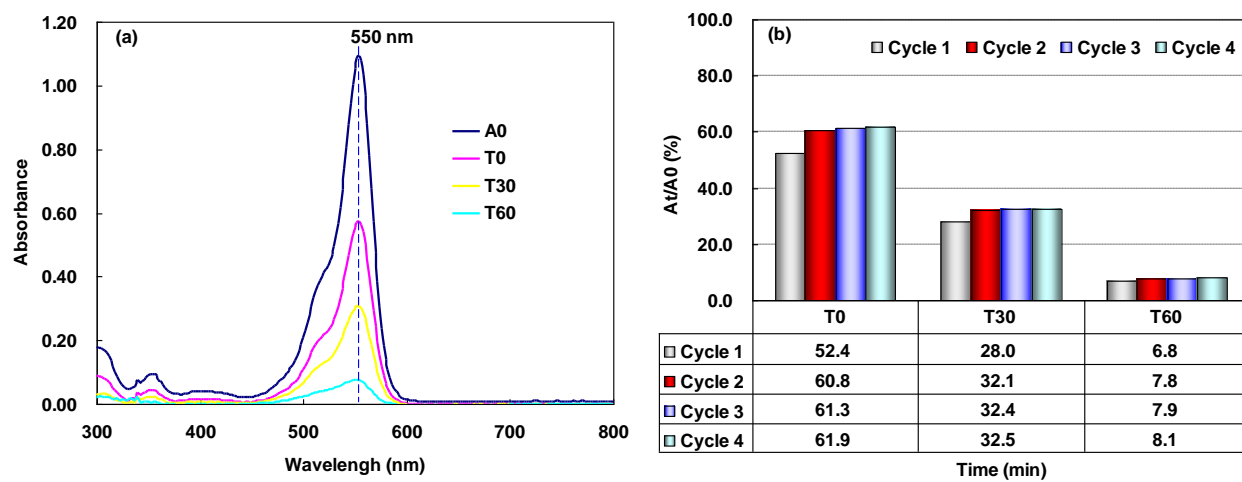 (a)
550 nm
1.20
1.00
0.80
0.60
0.40
0.20
0.00
Absorbance
A0
T0
T30
T60
300
400
500
600
700
800
Wavelengh (nm)
(b)
Cycle 1 Cycle 2 Cycle 3 Cycle 4
100.0
80.0
60.0
40.0
20.0
0.0
At/A0 (%)
T0 T30 T60
Cycle 1 52.4 28.0 6.8
Cycle 2 60.8 32.1 7.8
Cycle 3 61.3 32.4 7.9
Cycle 4 61.9 32.5 8.1
Time (min)